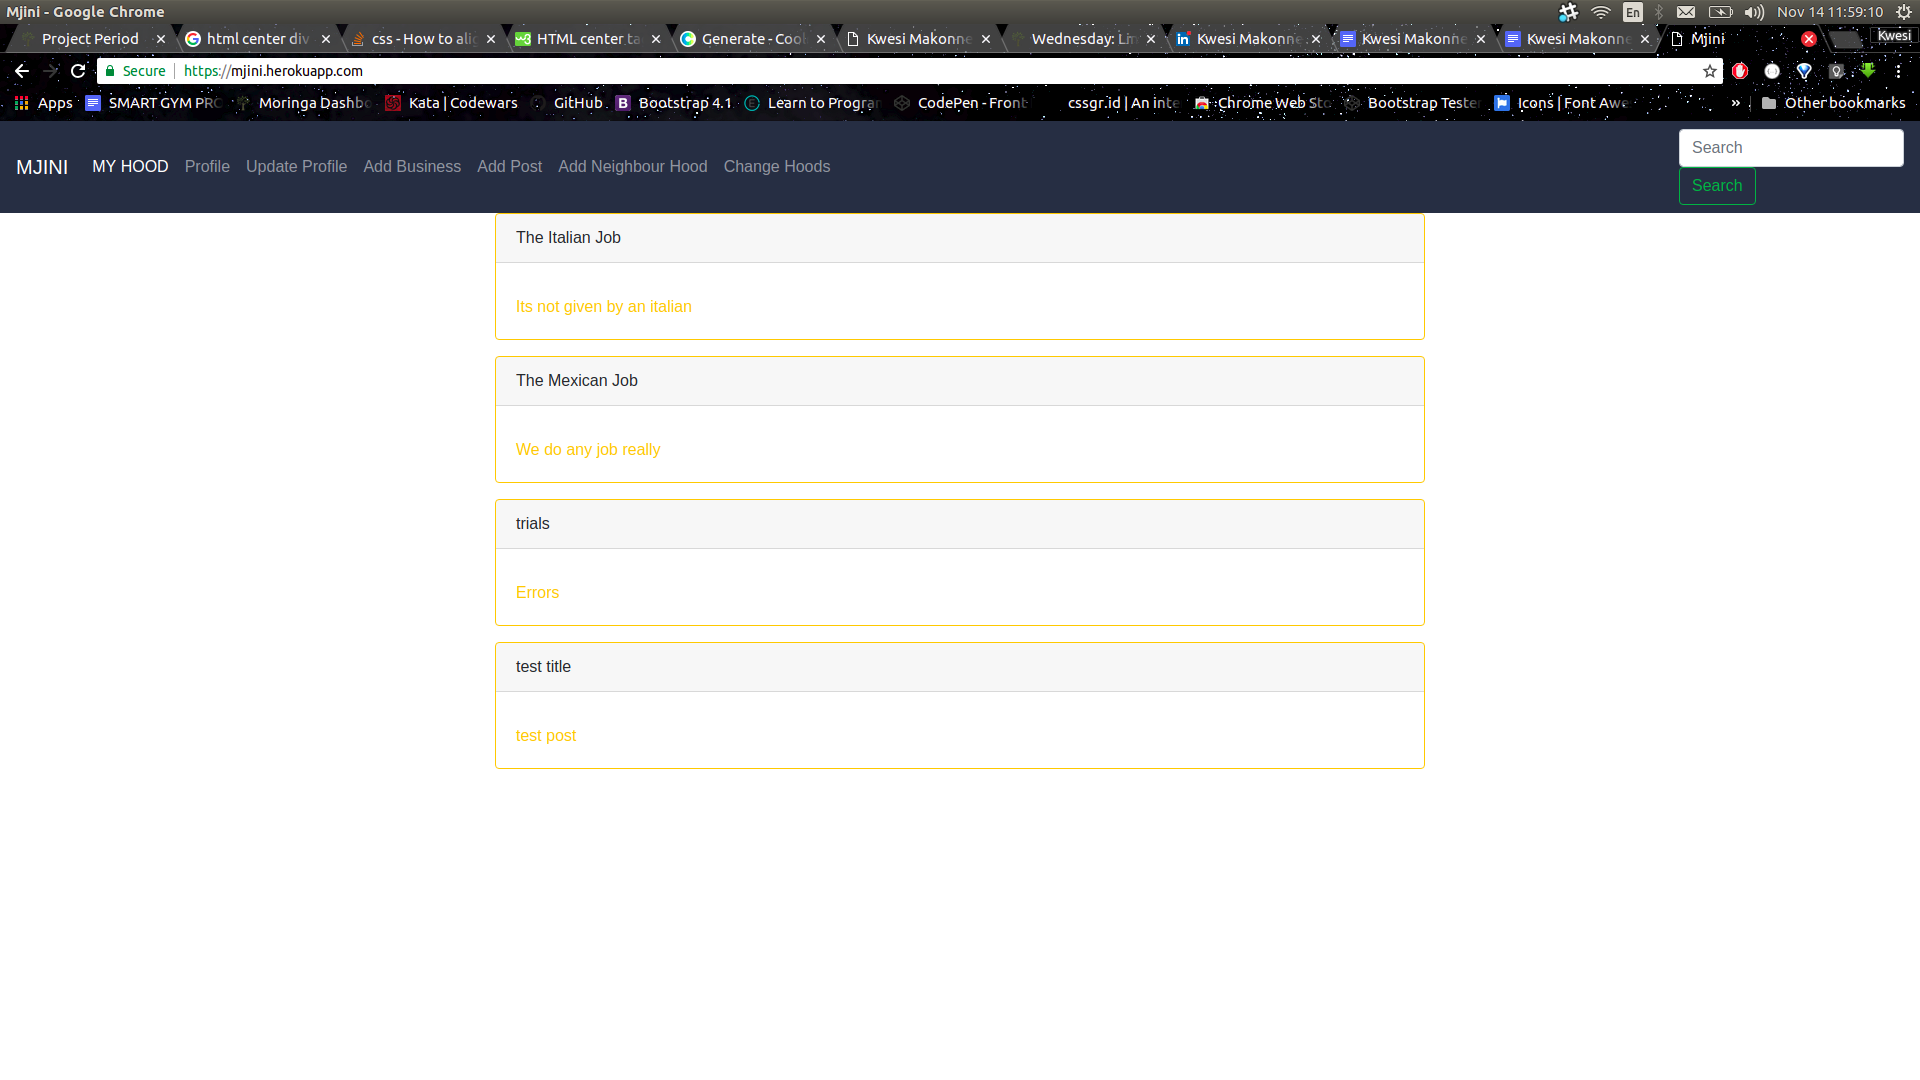 Mjini - Google Chrome
En
Nov 14 11:59:10
Project Period
html center div
css - How to alig
HTML center ta
Generate - Cool
Kwesi Makonne
Wednesday: Lin
Kwesi Makonne
Kwesi Makonne
Kwesi Makonne
Mjini
Kwesi
Secure
https://mjini.herokuapp.com
Apps
SMART GYM PRO
Moringa Dashbo
Kata | Codewars
GitHub
Bootstrap 4.1
Learn to Program
CodePen - Front
cssgr.id | An inte
Chrome Web Sto
Bootstrap Tester
Icons | Font Awe
»
Other bookmarks
MJINI
MY HOOD
Profile
Update Profile
Add Business
Add Post
Add Neighbour Hood
Change Hoods
Search
Search
The Italian Job
Its not given by an italian
The Mexican Job
We do any job really
trials
Errors
test title
test post